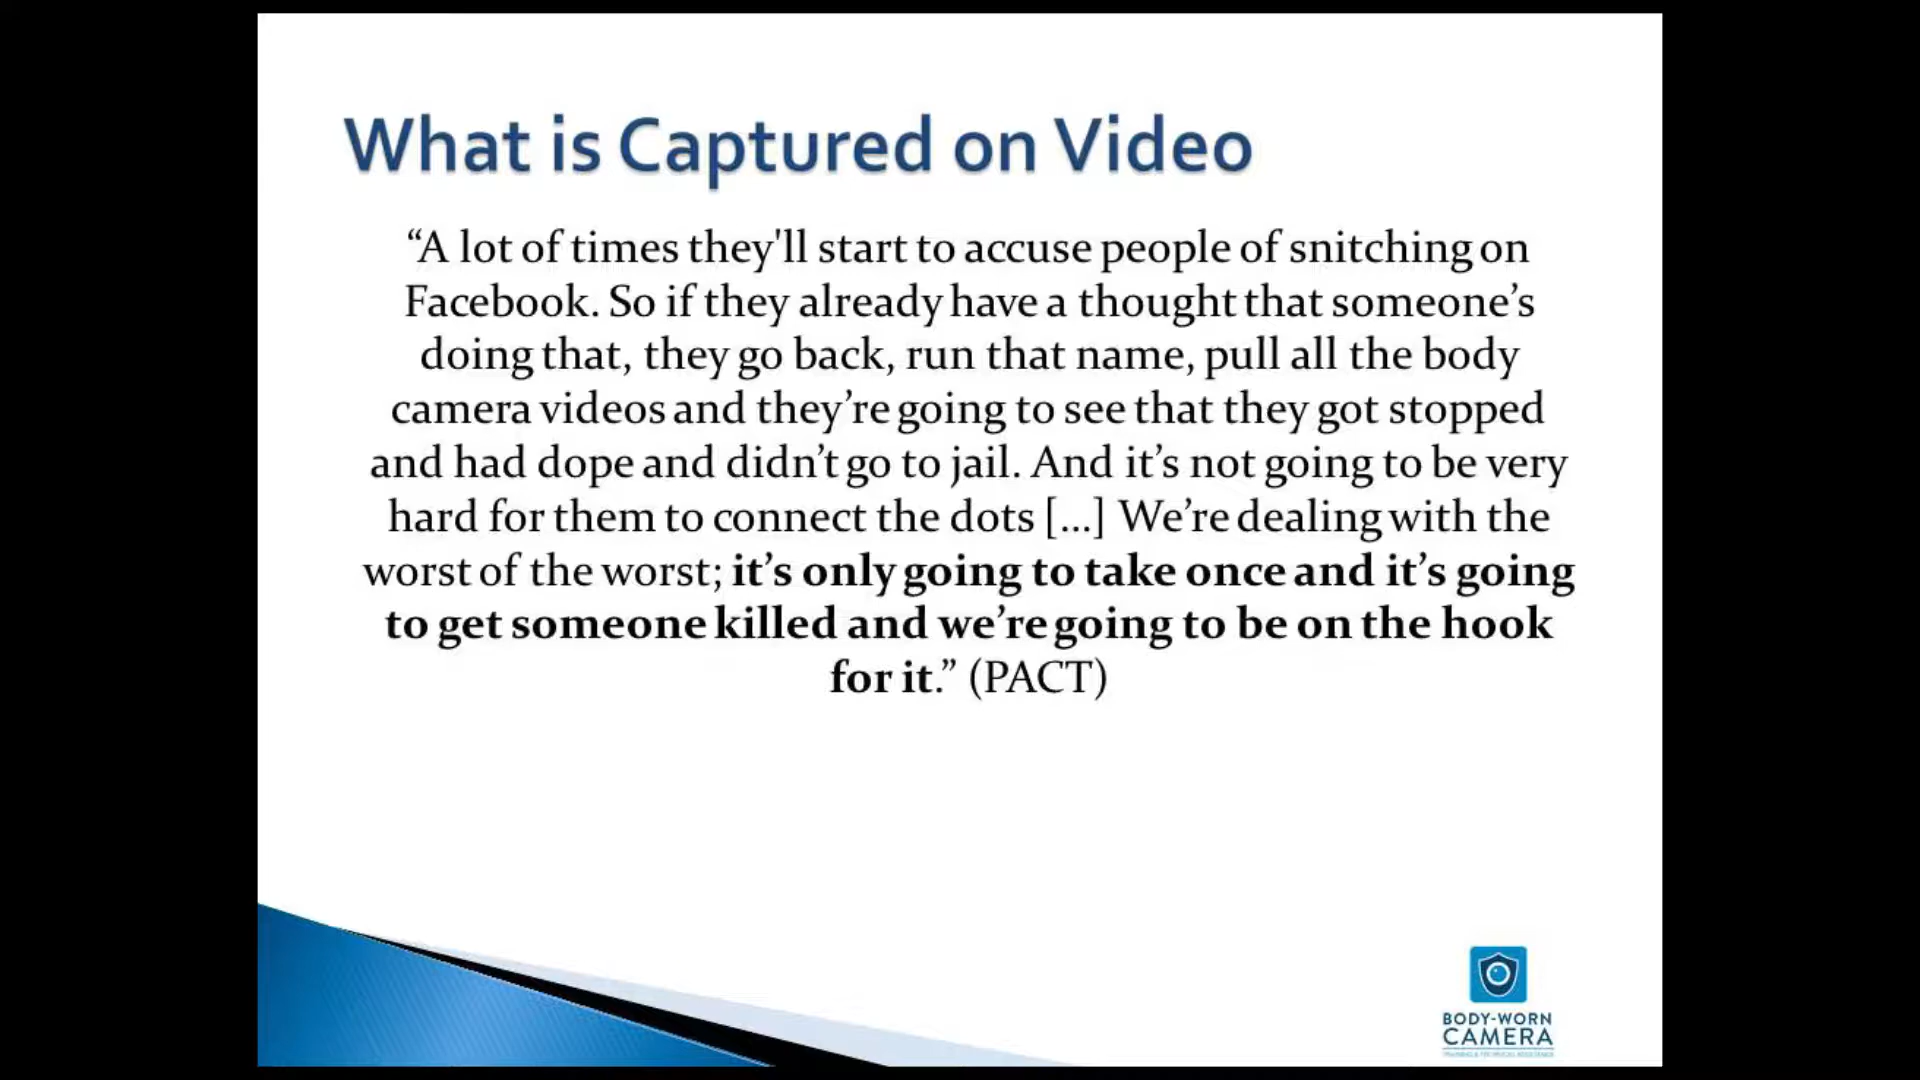 What is Captured on Video
“A lot of times they'll start to accuse people of snitching on
Facebook. So if they already have a thought that someone’s
doing that, they go back, run that name, pull all the body
camera videos and they’re going to see that they got stopped
and had dope and didn’t go to jail. And it’s not going to be very
hard for them to connect the dots [...] We’re dealing with the
worst of the worst; it’s only going to take once and it’s going
to get someone killed and we’re going to be on the hook
for it.” (PACT)
BODY-WORN
CAMERA